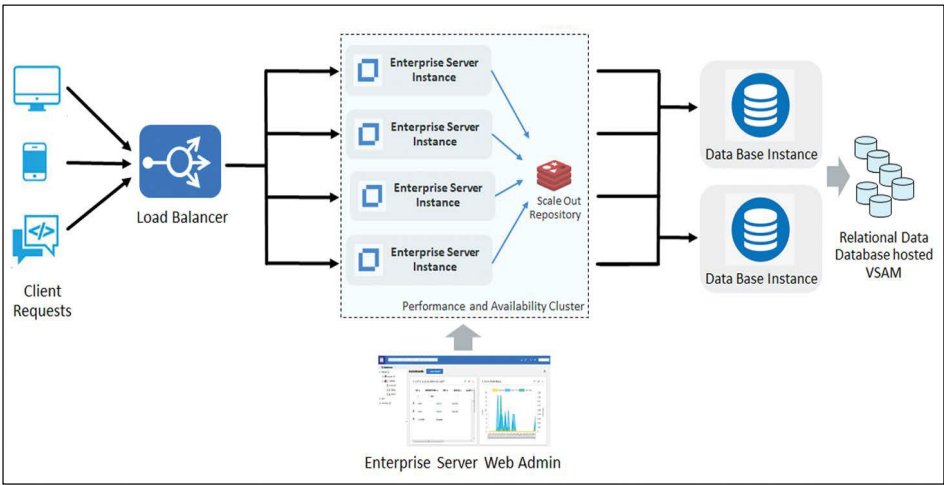 Enterprise Server
Instance
Enterprise Server
Instance
Enterprise Server
Instance
Enterprise Server
Instance
Scale Out
Repository
Performance and Availability Cluster
Load Balancer
Client
Requests
</>
Data Base Instance
Data Base Instance
Relational Data
Database hosted
VSAM
Enterprise Server Web Admin